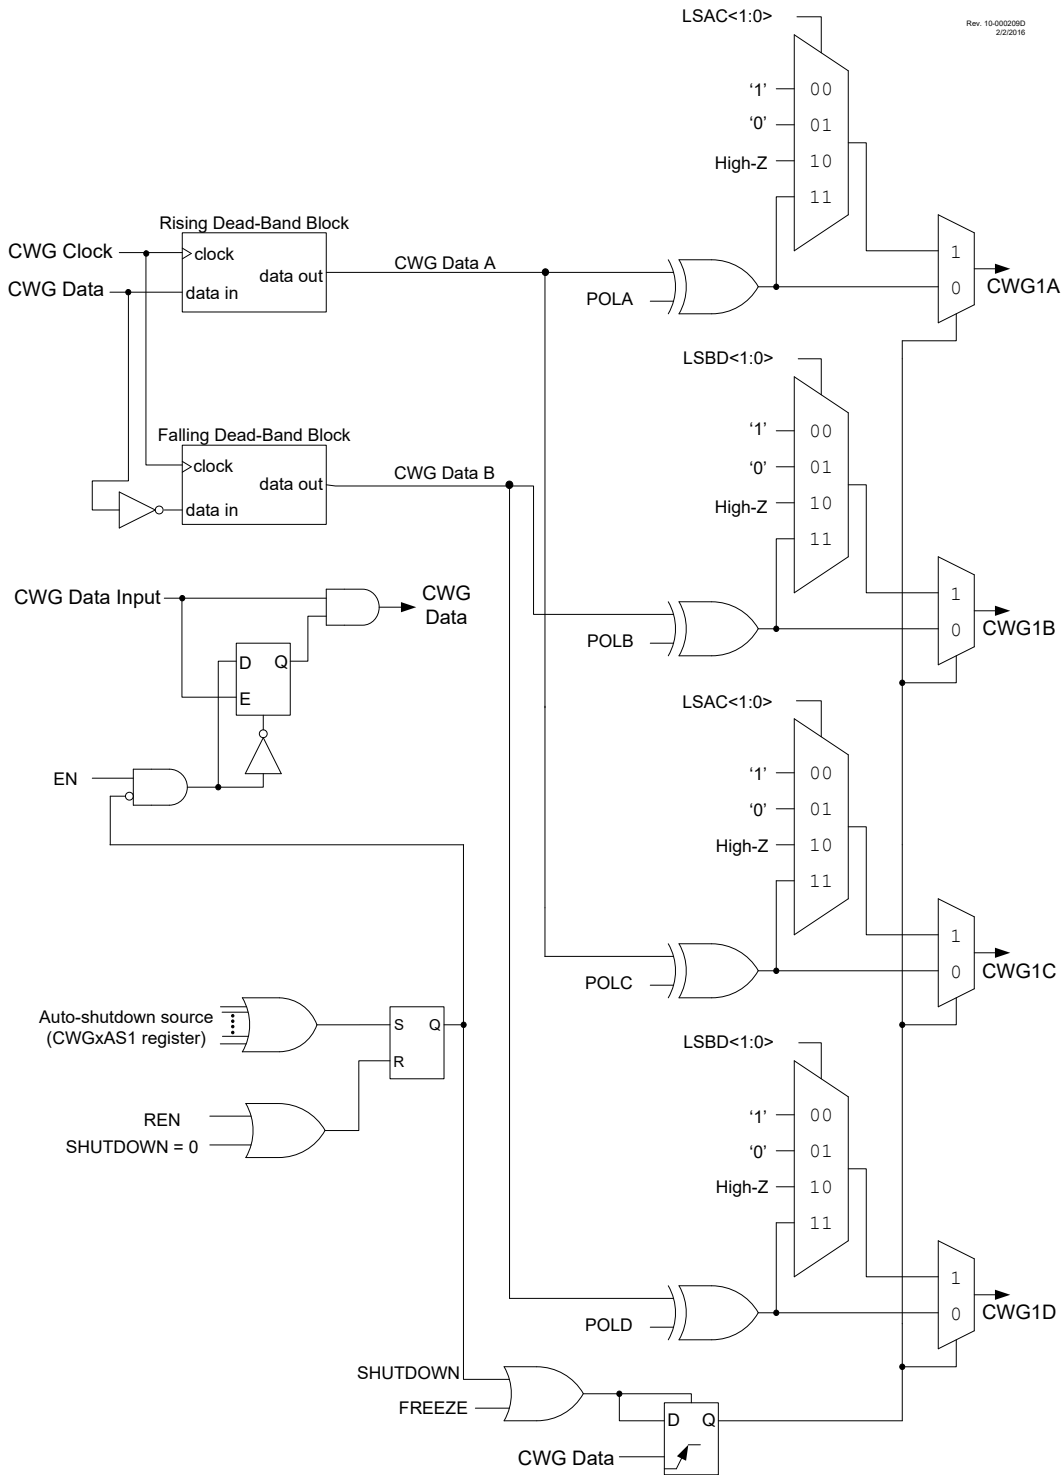 LSAC<1:0>
Rev. 10-000209D
2/2/2016
‘1’
00
‘0’
01
High-Z
10
11
Rising Dead-Band Block
CWG Clock
clock
data out
CWG Data
data in
CWG Data A
POLA
1
0
CWG1A
LSBD<1:0>
‘1’
00
‘0’
01
High-Z
10
11
Falling Dead-Band Block
clock
data out
data in
CWG Data B
POLB
1
0
CWG1B
CWG Data Input
CWG
Data
D
Q
E
EN
LSAC<1:0>
‘1’
00
‘0’
01
High-Z
10
11
POLC
1
0
CWG1C
Auto-shutdown source
(CWGxAS1 register)
S
Q
R
REN
SHUTDOWN = 0
LSBD<1:0>
‘1’
00
‘0’
01
High-Z
10
11
POLD
1
0
CWG1D
SHUTDOWN
FREEZE
D
Q
CWG Data